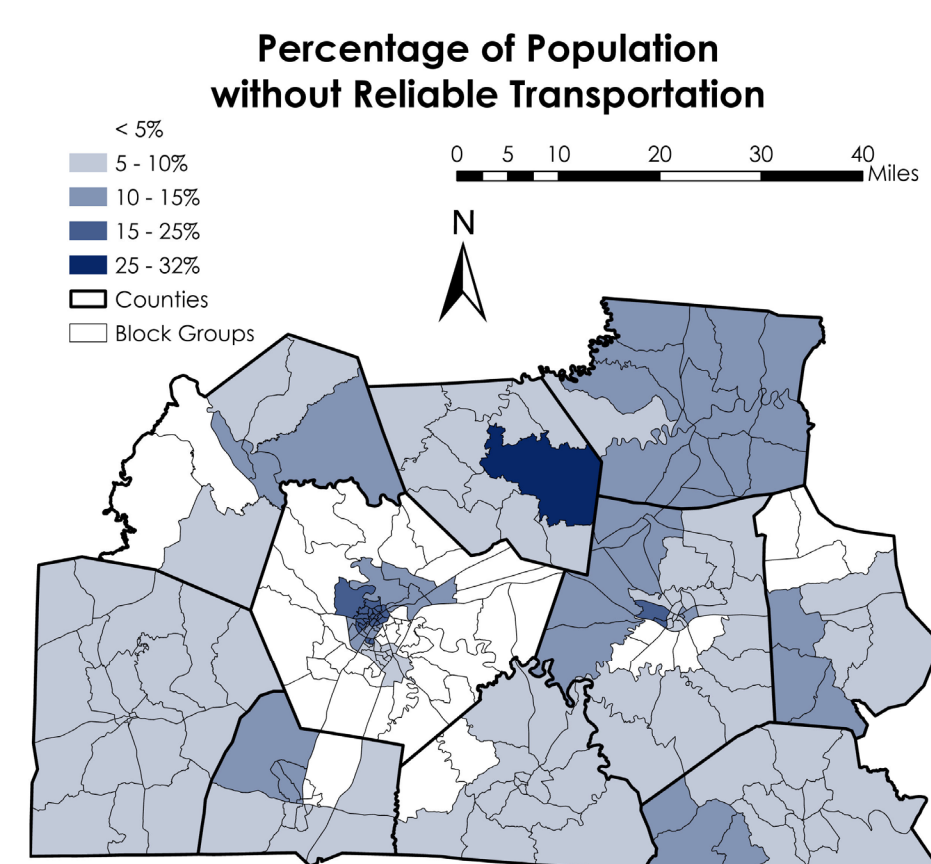 Percentage of Population
without Reliable Transportation
< 5%
5 - 10%
10 - 15%
15 - 25%
25 - 32%
Counties
Block Groups
0 5 10 20 30 40
Miles
N